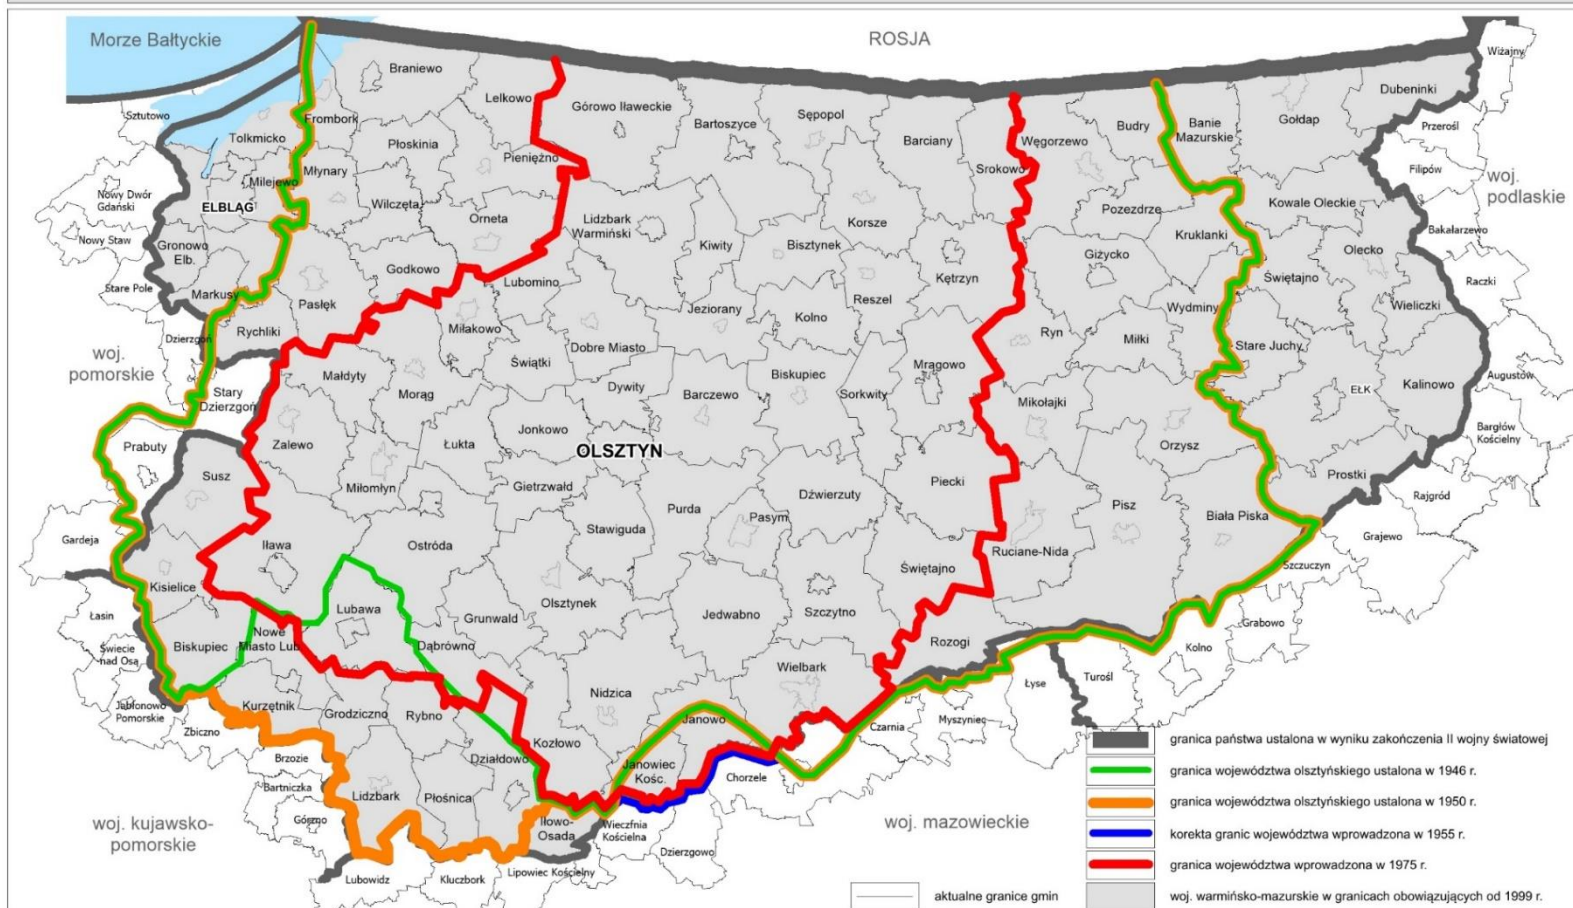 Morze Bałtyckie
ROSJA
Wiżajny
Braniewo
Lelkowo
Górowo Iławeckie
Bartoszyce
Sępopol
Barciany
Węgorzewo
Budry
Banie
Mazurskie
Gołdap
Dubeninki
Sztutowo
Frombork
Tolkmicko
Płoskinia
Pieniężno
Srokowo
Przerośl
Filipów
woj.
podlaskie
Nowy Dwór
Gdański
Milejewo
Młynary
ELBLĄG
Wilczęta
Orneta
Lidzbark
Warmiński
Kiwity
Bisztynek
Korsze
Pozezdrze
Kruklanki
Kowale Oleckie
Bakałarzewo
Nowy Staw
Gronowo
Elb.
Godkowo
Lubomino
Kętrzyn
Giżycko
Świętajno
Olecko
Raczki
Stare Pole
Markusy
Pasłęk
Jeziorany
Kolno
Reszel
Wydminy
Wieliczki
Rychliki
Miłakowo
Dzierzgoń
woj.
pomorskie
Świątki
Dobre Miasto
Ryn
Miłki
Stare Juchy
Stary
Dzierzgoń
Małdyty
Morąg
Dywity
Barczewo
Biskupiec
Sorkwity
Mrągowo
Mikołajki
EŁK
Kalinowo
Augustów
Prabuty
Zalewo
Łukta
Jonkowo
OLSZTYN
Orzysz
Bargłów
Kościelny
Susz
Miłomłyn
Gietrzwałd
Purda
Dźwierzuty
Piecki
Pisz
Prostki
Rajgród
Gardeja
Iława
Ostróda
Stawiguda
Pasym
Ruciane-Nida
Biała Piska
Grajewo
Kisielice
Świętajno
Szczuczyn
Łasin
Lubawa
Grunwald
Olsztynek
Jedwabno
Szczytno
Grabowo
Świecie
nad Osą
Biskupiec
Nowe
Miasto Lub.
Dąbrówno
Rozogi
Kolno
Wielbark
Turośl
Łyse
Jabłonowo
Pomorskie
Kurzętnik
Grodziczno
Rybno
Nidzica
Myszyniec
Zbiczno
Janowo
Czarnia
Kozłowo
Działdowo
Brzozie
Janowiec
Kośc.
Chorzele
Bartniczka
Lidzbark
Płośnica
Górzno
woj. kujawsko-
pomorskie
Iłowo-
Osada
Wieczfnia
Kościelna
Dzierzgowo
woj. mazowieckie
Lubowidz
Kluczbork
Lipowiec Kościelny
granica państwa ustalona w wyniku zakończenia II wojny światowej
granica województwa olsztyńskiego ustalona w 1946 r.
granica województwa olsztyńskiego ustalona w 1950 r.
korekta granic województwa wprowadzona w 1955 r.
granica województwa wprowadzona w 1975 r.
aktualne granice gmin
woj. warmińsko-mazurskie w granicach obowiązujących od 1999 r.